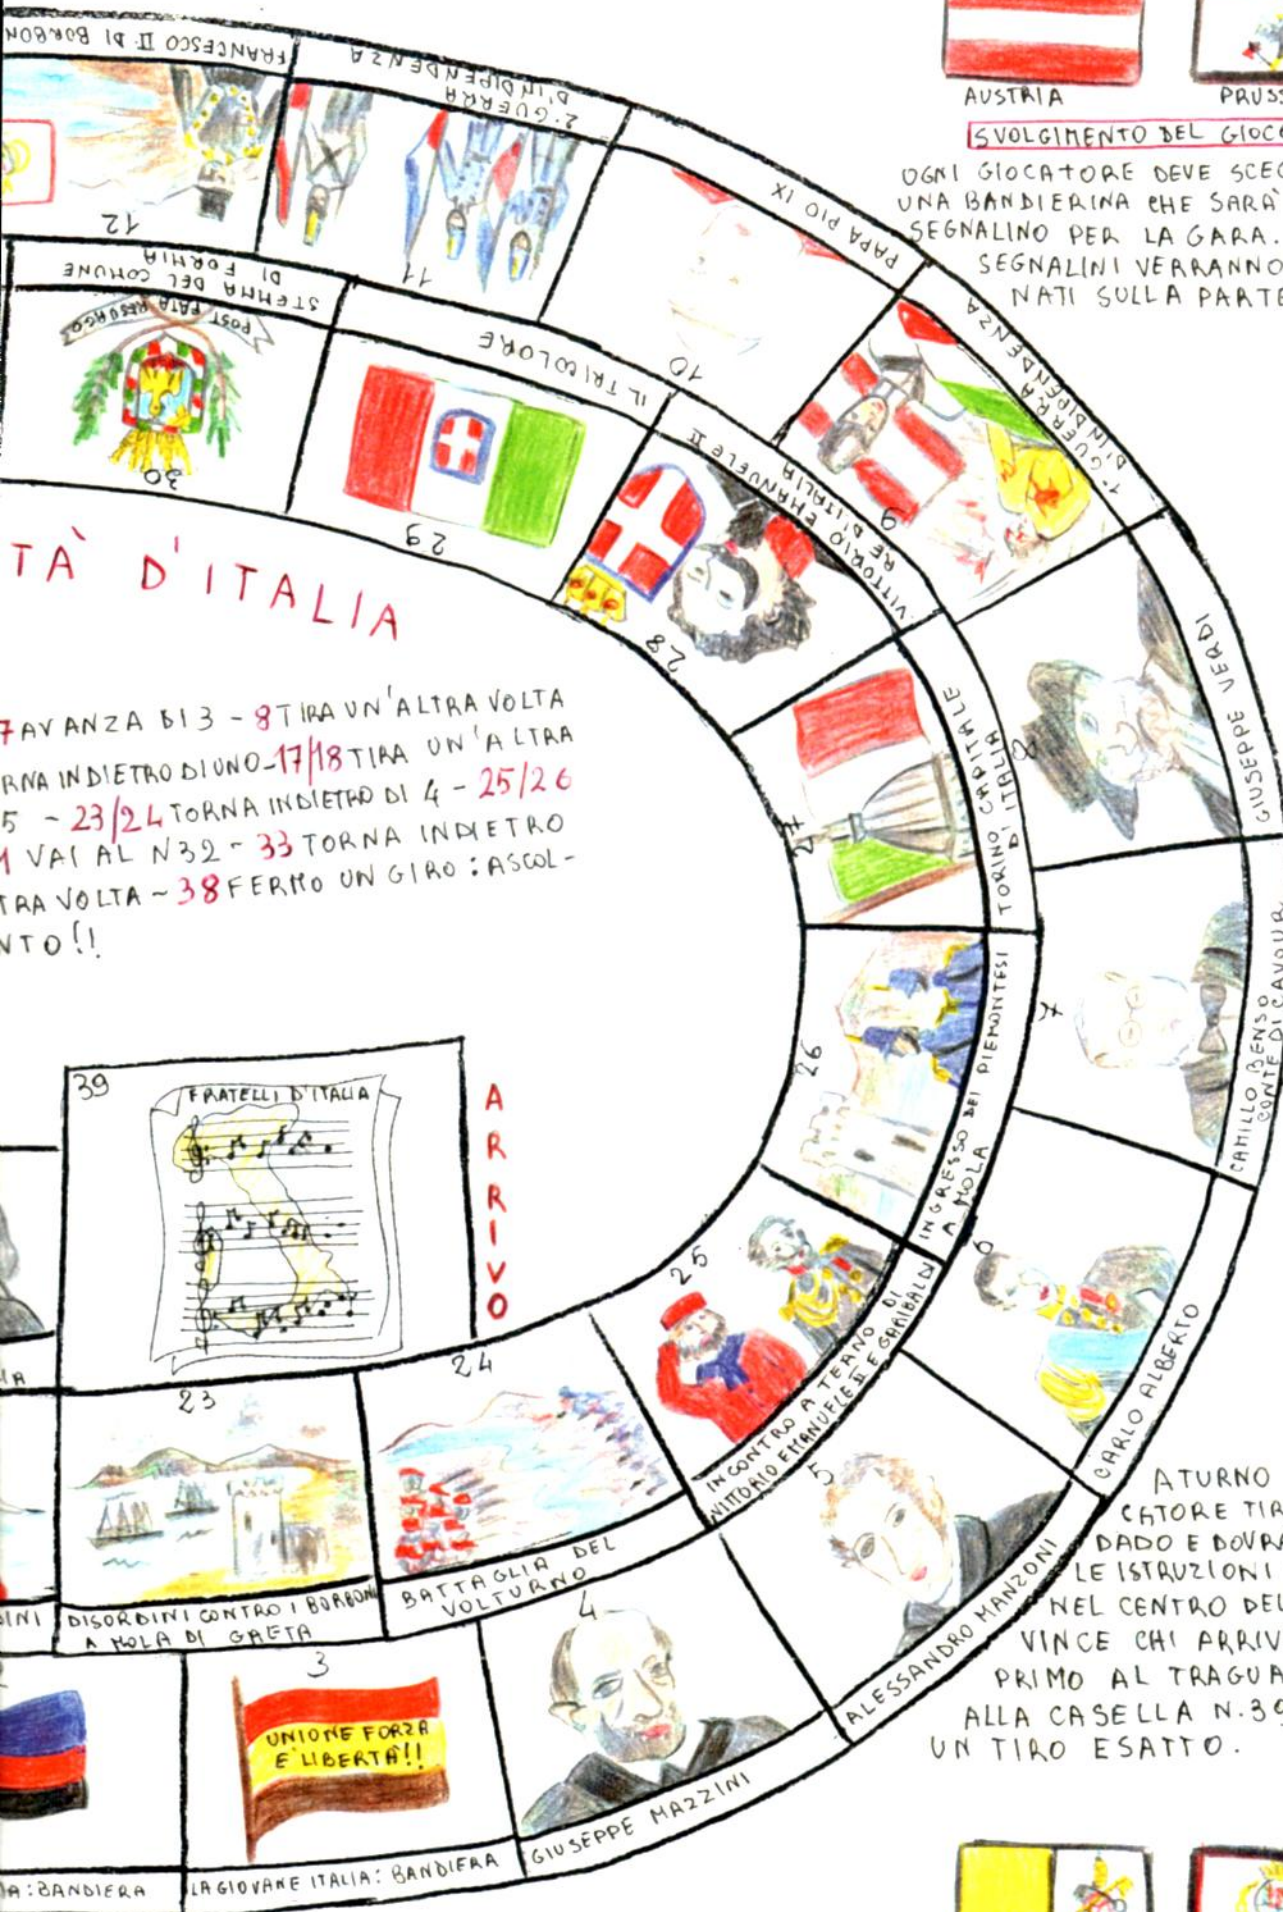 AUSTRIA
PRUSS
SVOLGIMENTO DEL GIOCO
OGNI GIOCATORE DEVE SCEG
UNA BANDIERINA CHE SARÀ
SEGNALINO PER LA GARA.
SEGNALINI VERRANNO
NATI SULLA PARTE
FRANCESCO II DI BORBON
12
2ª GUERRA
D'INDIPENDENZA
11
PAPA PIO IX
10
1ª GUERRA
D'INDIPENDENZA
9
GIUSEPPE VERDI
8
CAMILLO BENSO
CONTE DI CAVOUR
7
CARLO ALBERTO
6
ALESSANDRO MANZONI
5
GIUSEPPE MAZZINI
4
LA GIOVANE ITALIA: BANDIERA
3
UNIONE FORZA
E' LIBERTÀ!!
A: BANDIERA
STEMMA DEL COMUNE
DI FORMIA
POST FATA RESURGO
30
IL TRICOLORE
29
VITTORIO EMANUELE II
RE D'ITALIA
28
TORINO CAPITALE
DI ITALIA
27
INGRESSO DEI PIEMONTESI
A MOLA
26
INCONTRO A TEANO DI
VITTORIO EMANUELE II E GARIBALDI
25
BATTAGLIA DEL
VOLTURNO
24
DISORDINI CONTRO I BORBONI
A MOLA DI GAETA
23
DINI
IA
TÀ D'ITALIA
7 AVANZA DI 3 - 8 TIRA UN'ALTRA VOLTA
RNA INDIETRO DI UNO - 17/18 TIRA UN'ALTRA
5 - 23/24 TORNA INDIETRO DI 4 - 25/26
1 VAI AL N32 - 33 TORNA INDIETRO
TRA VOLTA - 38 FERMO UN GIRO: ASCOL-
NTO!!
39
FRATELLI D'ITALIA
ARRIVO
A TURNO
CATORE TIR
DADO E DOVRÀ
LE ISTRUZIONI
NEL CENTRO DEL
VINCE CHI ARRIV
PRIMO AL TRAGUA
ALLA CASELLA N.39
UN TIRO ESATTO.